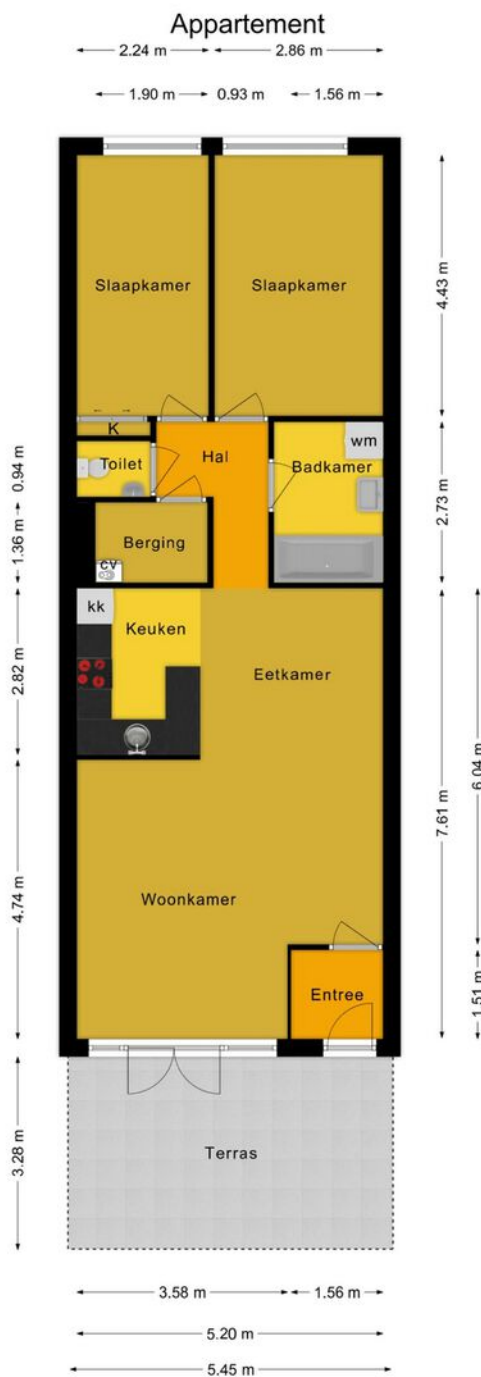 Appartement
2.24 m 2.86 m
1.90 m 0.93 m 1.56 m
Slaapkamer Slaapkamer
4.43 m
K
Toilet Hal Badkamer wm
0.94 m
2.73 m
Berging
cv
1.36 m
kk Keuken
2.82 m
Eetkamer
6.04 m
7.61 m
Woonkamer
4.74 m
Entree
1.51 m
Terras
3.28 m
3.58 m 1.56 m
5.20 m
5.45 m